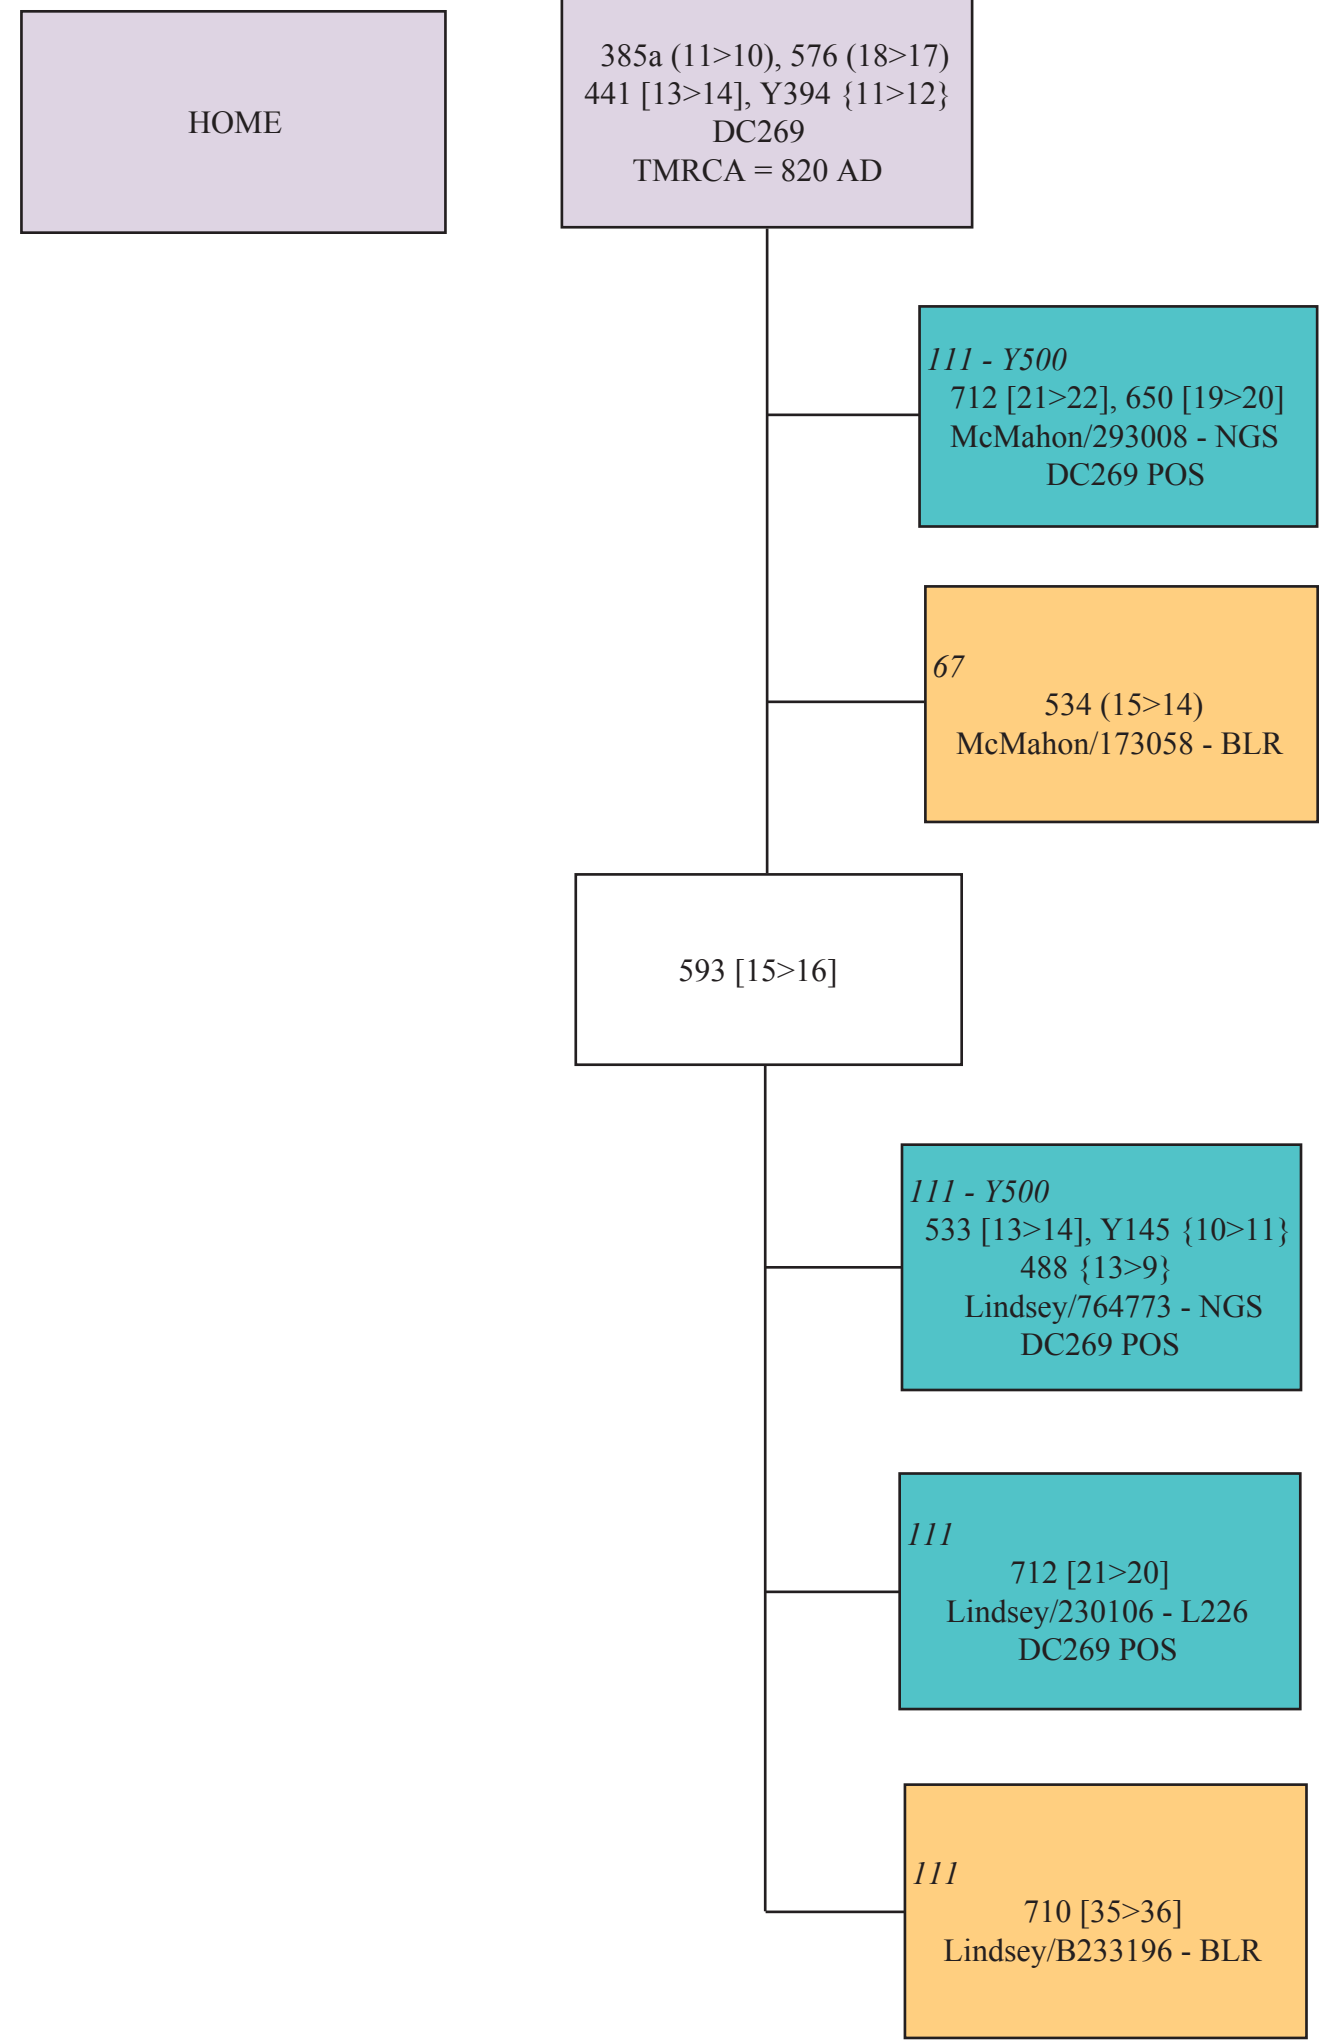 HOME
385a (11>10), 576 (18>17)
441 [13>14], Y394 {11>12}
DC269
TMRCA = 820 AD
111 - Y500
712 [21>22], 650 [19>20]
McMahon/293008 - NGS
DC269 POS
67
534 (15>14)
McMahon/173058 - BLR
593 [15>16]
111 - Y500
533 [13>14], Y145 {10>11}
488 {13>9}
Lindsey/764773 - NGS
DC269 POS
111
712 [21>20]
Lindsey/230106 - L226
DC269 POS
111
710 [35>36]
Lindsey/B233196 - BLR